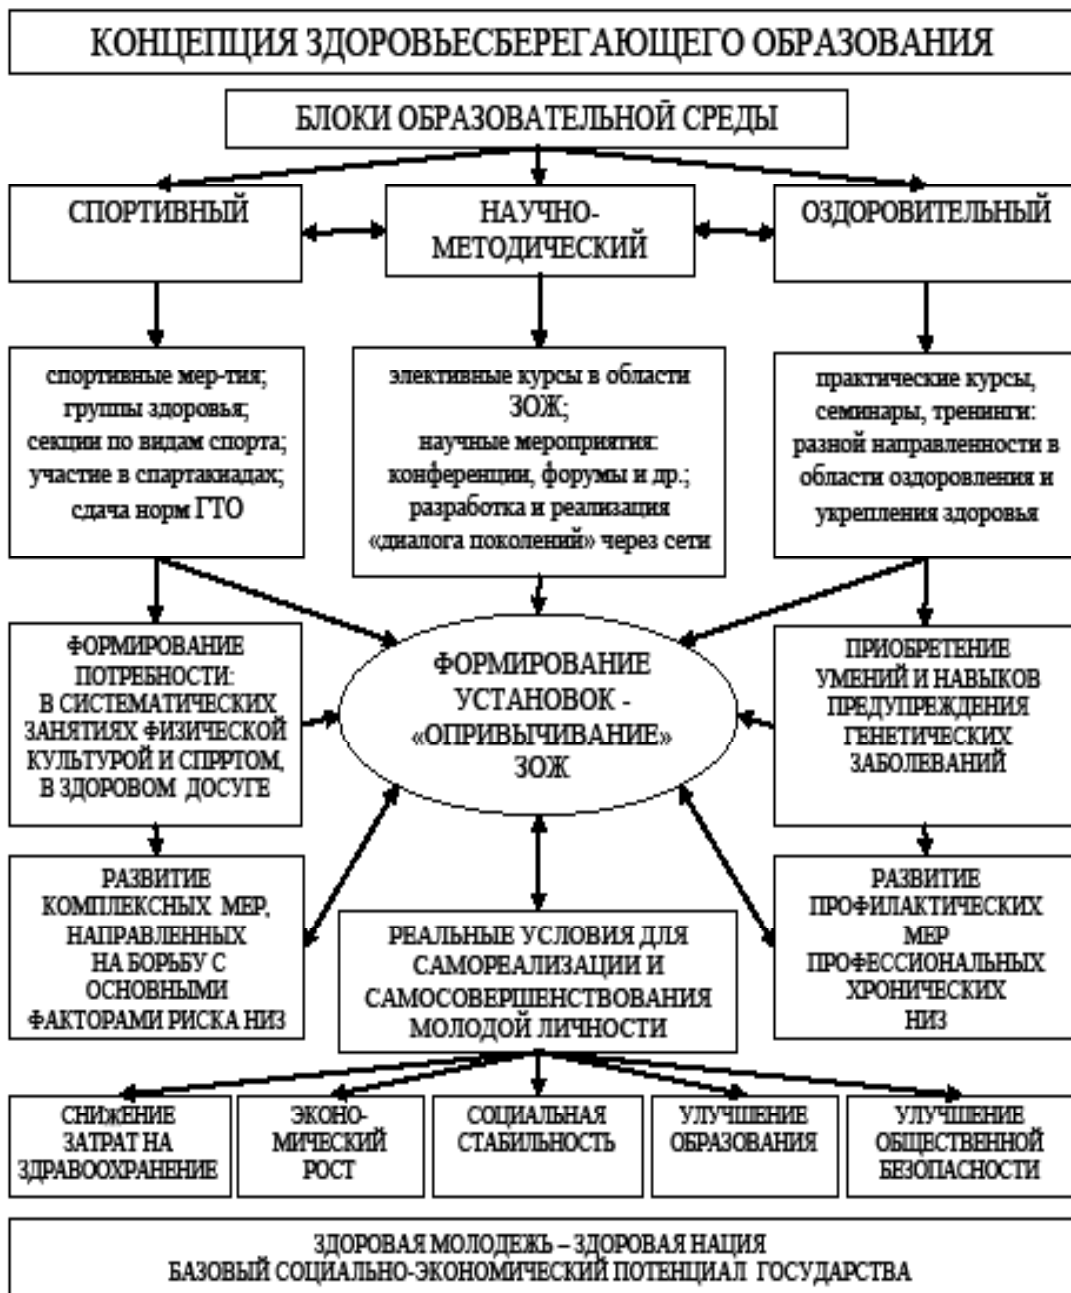 КОНЦЕПЦИЯ ЗДОРОВЬЕСБЕРЕГАЮЩЕГО ОБРАЗОВАНИЯ
БЛОКИ ОБРАЗОВАТЕЛЬНОЙ СРЕДЫ
СПОРТИВНЫЙ
НАУЧНО-
МЕТОДИЧЕСКИЙ
ОЗДОРОВИТЕЛЬНЫЙ
спортивные мер-тия;
группы здоровья;
секции по видам спорта;
участие в спартакиадах;
сдача норм ГТО
элективные курсы в области
ЗОЖ;
научные мероприятия:
конференции, форумы и др.;
разработка и реализация
«диалога поколений» через сети
практические курсы,
семинары, тренинги:
разной направленности в
области оздоровления и
укрепления здоровья
ФОРМИРОВАНИЕ
ПОТРЕБНОСТИ:
В СИСТЕМАТИЧЕСКИХ
ЗАНЯТИЯХ ФИЗИЧЕСКОЙ
КУЛЬТУРОЙ И СПРРТОМ,
В ЗДОРОВОМ ДОСУГЕ
ФОРМИРОВАНИЕ
УСТАНОВОК -
«ОПРИВЫЧИВАНИЕ»
ЗОЖ
ПРИОБРЕТЕНИЕ
УМЕНИЙ И НАВЫКОВ
ПРЕДУПРЕЖДЕНИЯ
ГЕНЕТИЧЕСКИХ
ЗАБОЛЕВАНИЙ
РАЗВИТИЕ
КОМПЛЕКСНЫХ МЕР,
НАПРАВЛЕННЫХ
НА БОРЬБУ С
ОСНОВНЫМИ
ФАКТОРАМИ РИСКА НИЗ
РЕАЛЬНЫЕ УСЛОВИЯ ДЛЯ
САМОРЕАЛИЗАЦИИ И
САМОСОВЕРШЕНСТВОВАНИЯ
МОЛОДОЙ ЛИЧНОСТИ
РАЗВИТИЕ
ПРОФИЛАКТИЧЕСКИХ
МЕР
ПРОФЕССИОНАЛЬНЫХ
ХРОНИЧЕСКИХ
НИЗ
СНИЖЕНИЕ
ЗАТРАТ НА
ЗДРАВООХРАНЕНИЕ
ЭКОНО-
МИЧЕСКИЙ
РОСТ
СОЦИАЛЬНАЯ
СТАБИЛЬНОСТЬ
УЛУЧШЕНИЕ
ОБРАЗОВАНИЯ
УЛУЧШЕНИЕ
ОБЩЕСТВЕННОЙ
БЕЗОПАСНОСТИ
ЗДОРОВАЯ МОЛОДЕЖЬ – ЗДОРОВАЯ НАЦИЯ
БАЗОВЫЙ СОЦИАЛЬНО-ЭКОНОМИЧЕСКИЙ ПОТЕНЦИАЛ ГОСУДАРСТВА